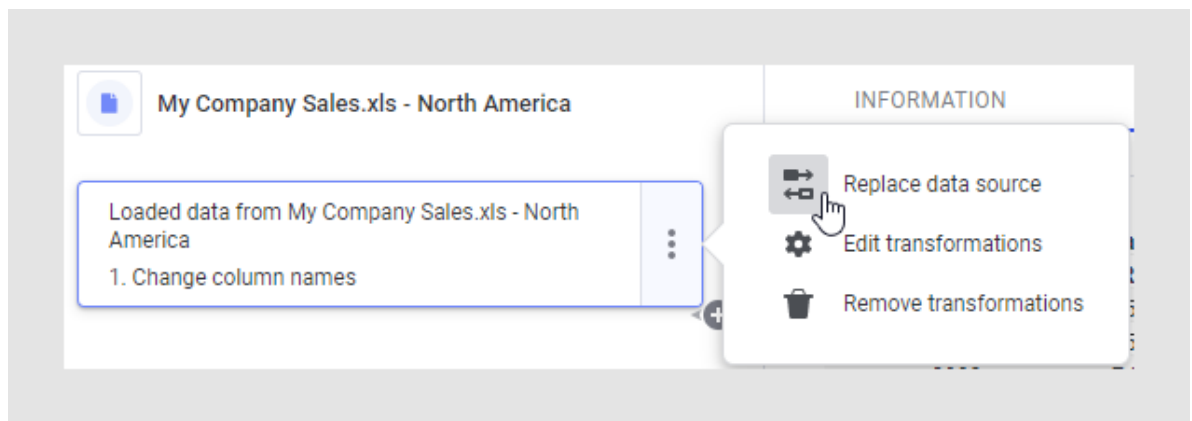 My Company Sales.xls - North America
INFORMATION
Loaded data from My Company Sales.xls - North
America
1. Change column names
Replace data source
Edit transformations
Remove transformations